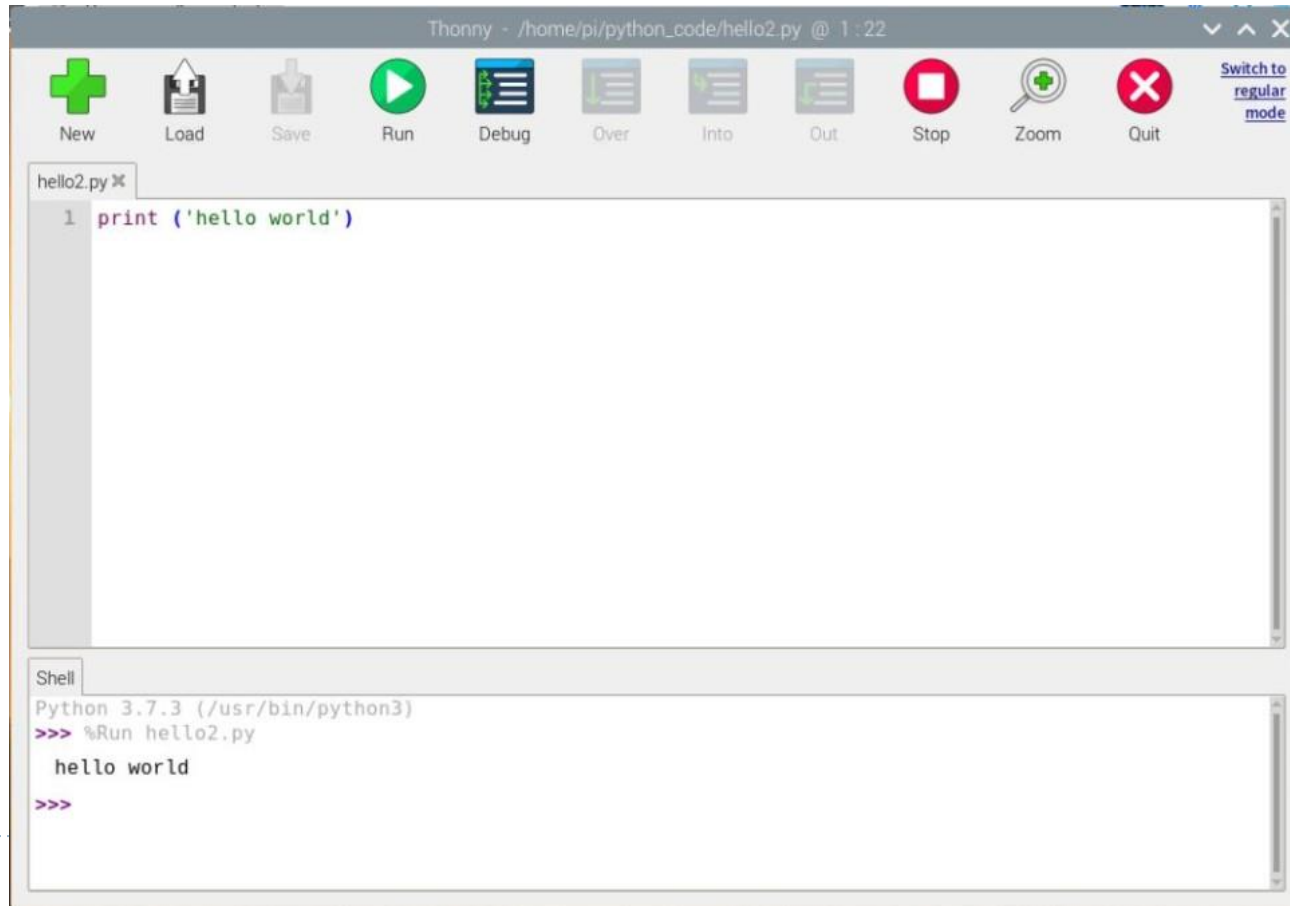 Thonny - /home/pi/python_code/hello2.py @ 1:22
New Load Save Run Debug Over Into Out Stop Zoom Quit
Switch to
regular
mode
hello2.py
1 print ('hello world')
Shell
Python 3.7.3 (/usr/bin/python3)
>>> %Run hello2.py
hello world
>>>